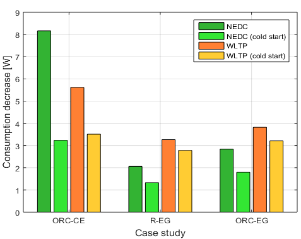 9
8
7
6
5
4
3
2
1
0
Consumption decrease [W]
NEDC
NEDC (cold start)
WLTP
WLTP (cold start)
ORC-CE
R-EG
ORC-EG
Case study